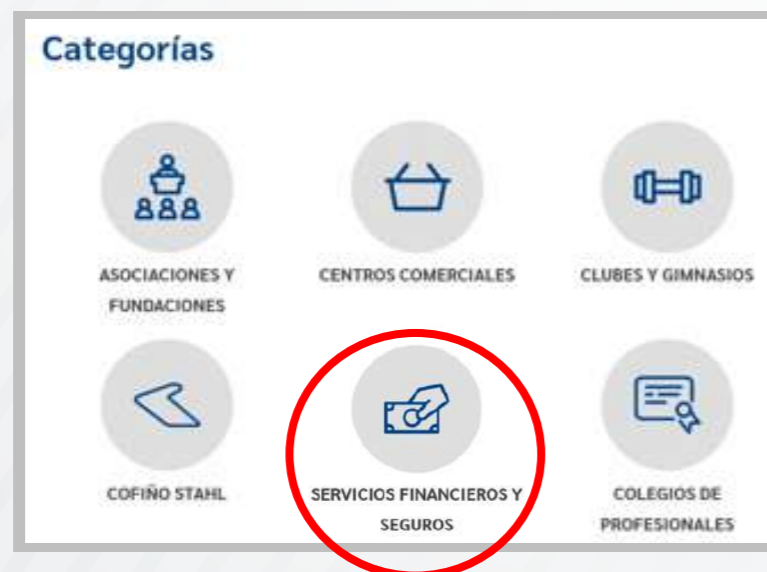 Categorías
ASOCIACIONES Y
FUNDACIONES
CENTROS COMERCIALES
CLUBES Y GIMNASIOS
COFIÑO STAHL
SERVICIOS FINANCIEROS Y
SEGUROS
COLEGIOS DE
PROFESIONALES